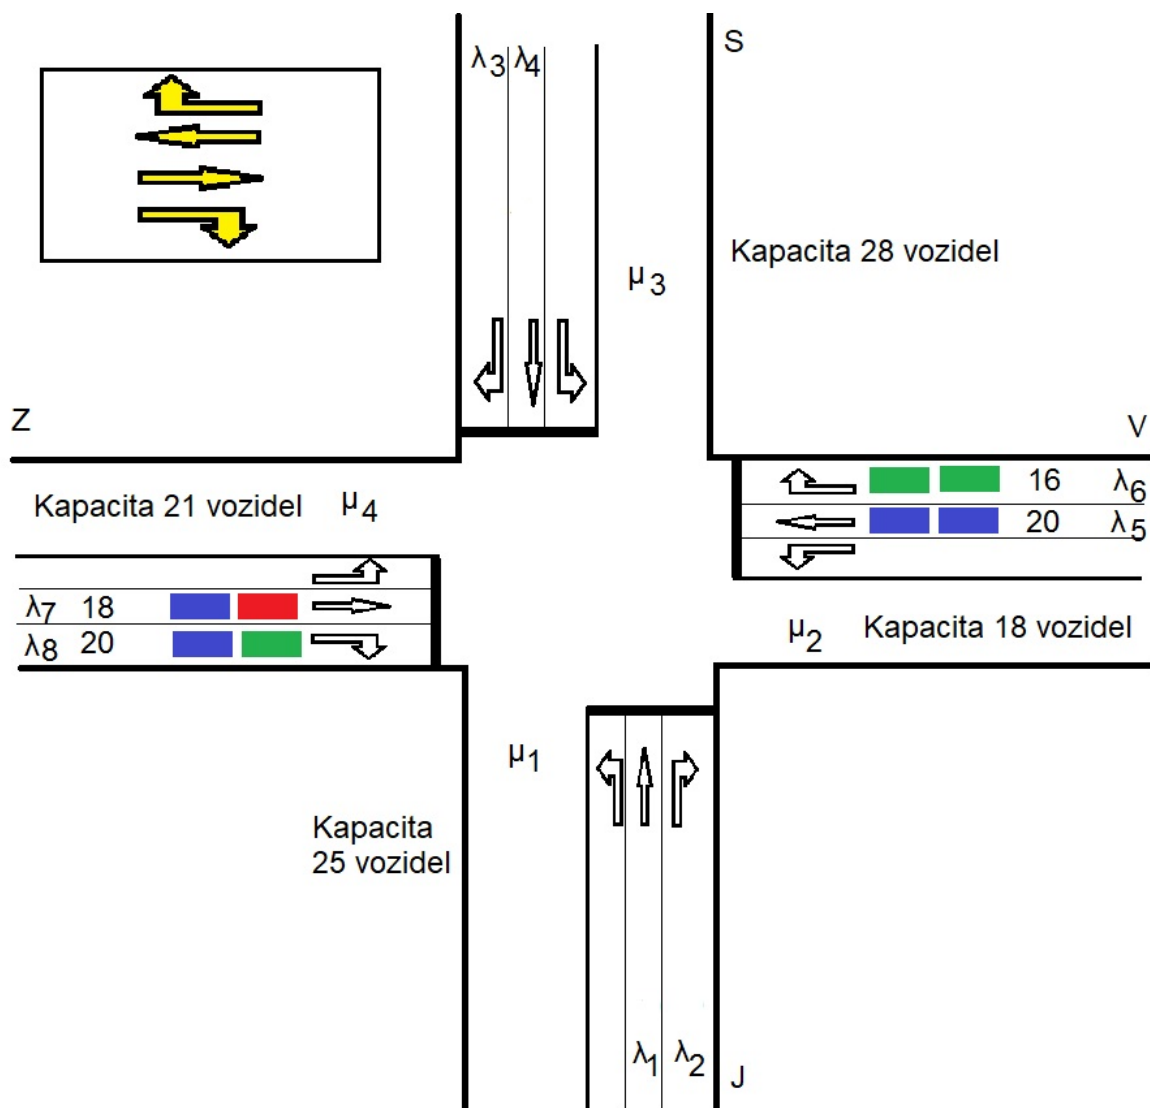 λ3 λ4
S
Kapacita 28 vozidel
μ3
Z
V
Kapacita 21 vozidel μ4
16 λ6
20 λ5
λ7 18
λ8 20
μ2 Kapacita 18 vozidel
μ1
Kapacita
25 vozidel
λ1 λ2
J